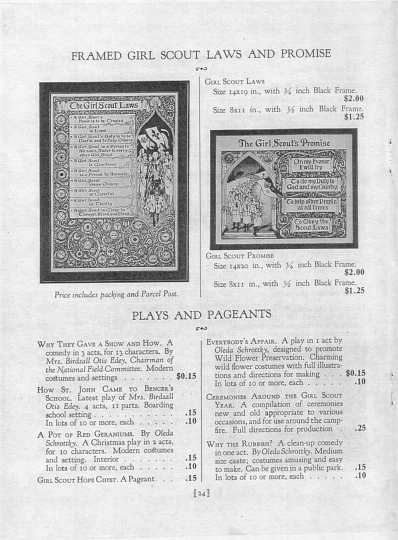 FRAMED GIRL SCOUT LAWS AND PROMISE
The Girl Scout Laws
Price includes packing and Parcel Post.
GIRL SCOUT LAWS
Size 14x19 in., with ¾ inch Black Frame.
$2.00
Size 8x11 in., with ¾ inch Black Frame.
$1.25
The Girl Scout's Promise
On my Honor
I will try
To do my Duty to
God and my Country
To help other People
at all Times
To Obey the
Scout Laws
GIRL SCOUT PROMISE
Size 14x20 in., with ¾ inch Black Frame.
$2.00
Size 8x11 in., with ¾ inch Black Frame.
$1.25
PLAYS AND PAGEANTS
WHY THEY GAVE A SHOW AND HOW. A
comedy in 3 acts, for 13 characters. By
Mrs. Birdsall Otis Edey, Chairman of
the National Field Committee. Modern
costumes and settings . . . . . . $0.15
HOW ST. JOHN CAME TO BENCER'S
SCHOOL. Latest play of Mrs. Birdsall
Otis Edey. 4 acts, 11 parts. Boarding
school setting . . . . . . . . . .15
In lots of 10 or more, each . . . . . .10
A POT OF RED GERANIUMS. By Oleda
Schrottky. A Christmas play in 2 acts,
for 10 characters. Modern costumes
and setting. Interior . . . . . . .15
In lots of 10 or more, each . . . . . .10
GIRL SCOUT HOPE CHEST. A Pageant . . . .15
EVERYBODY'S AFFAIR. A play in 1 act by
Oleda Schrottky, designed to promote
Wild Flower Preservation. Charming
wild flower costumes with full illustra-
tions and directions for making . . . $0.15
In lots of 10 or more, each . . . . . .10
CEREMONIES AROUND THE GIRL SCOUT
YEAR. A compilation of ceremonies
new and old appropriate to various
occasions, and for use around the camp-
fire. Full directions for production . . .25
WHY THE RUBBISH? A clean-up comedy
in one act. By Oleda Schrottky. Medium
size caste; costumes amusing and easy
to make. Can be given in a public park. .15
In lots of 10 or more, each . . . . . .10
[24]